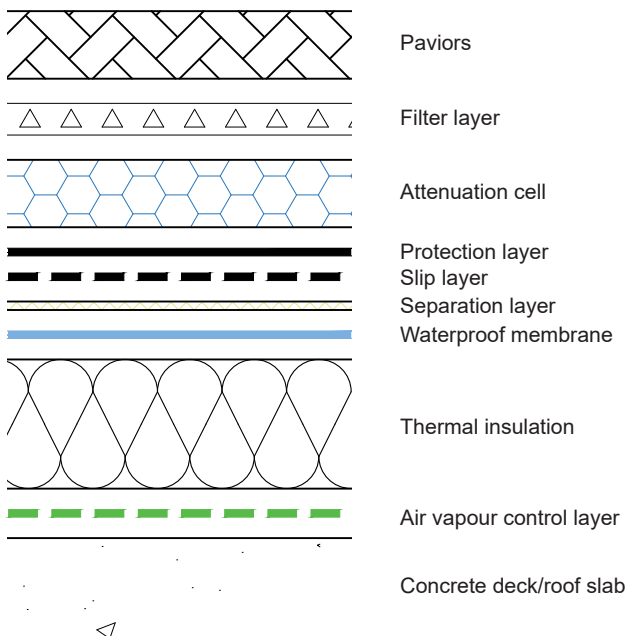 Paviors
Filter layer
Attenuation cell
Protection layer
Slip layer
Separation layer
Waterproof membrane
Thermal insulation
Air vapour control layer
Concrete deck/roof slab